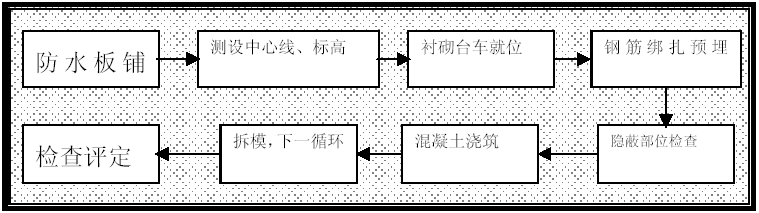 防水板铺
测设中心线、标高
衬砌台车就位
钢筋绑扎预埋
隐蔽部位检查
混凝土浇筑
拆模,下一循环
检查评定